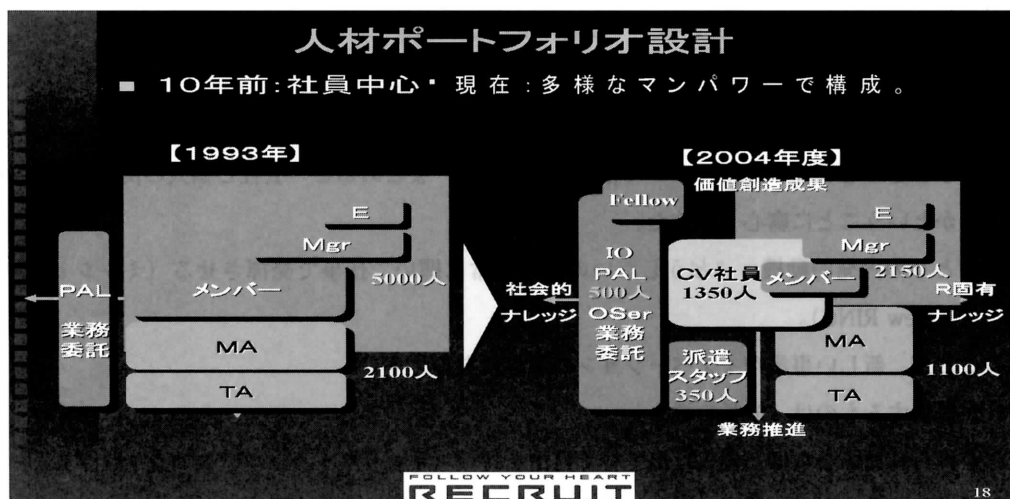 人材ポートフォリオ設計
■ 10年前:社員中心・現在:多様なマンパワーで構成。
【1993年】
E
Mgr
5000人
メンバー
PAL
業務
委託
MA
2100人
TA
【2004年度】
価値創造成果
Fellow
E
Mgr
2150人
メンバー
CV社員
1350人
IO
PAL
500人
OSer
業務
委託
社会的
ナレッジ
R固有
ナレッジ
派遣
スタッフ
350人
MA
1100人
TA
業務推進
FOLLOW YOUR HEART
RECRUIT
18